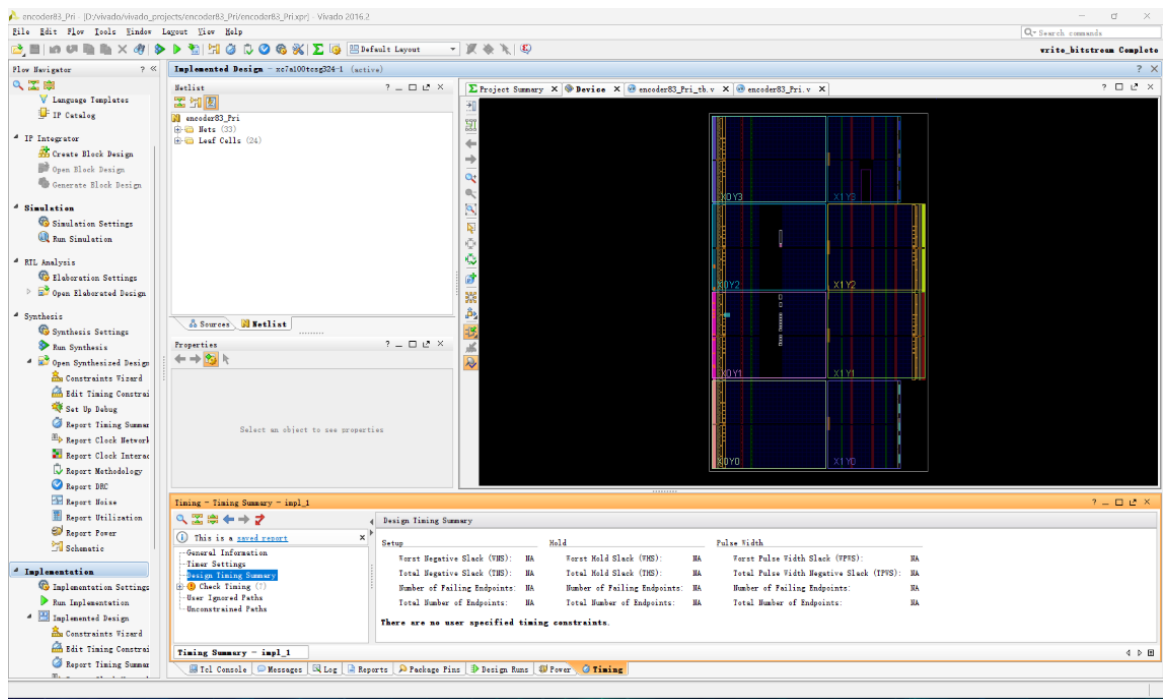 encoder83_Pri - [D:/vivado/vivado_projects/encoder83_Pri/encoder83_Pri.xpr] - Vivado 2016.2
File Edit Flow Tools Window Layout View Help
Search commands
Default Layout
write_bitstream Complete
Flow Navigator
Language Templates
IP Catalog
IP Integrator
Create Block Design
Open Block Design
Generate Block Design
Simulation
Simulation Settings
Run Simulation
RTL Analysis
Elaboration Settings
Open Elaborated Design
Synthesis
Synthesis Settings
Run Synthesis
Open Synthesized Design
Constraints Wizard
Edit Timing Constrai
Set Up Debug
Report Timing Summar
Report Clock Network
Report Clock Interac
Report Methodology
Report DRC
Report Noise
Report Utilization
Report Power
Schematic
Implementation
Implementation Settings
Run Implementation
Implemented Design
Constraints Wizard
Edit Timing Constrai
Report Timing Summar
Implemented Design - xc7a100tcsg324-1 (active)
Netlist
encoder83_Pri
Nets (33)
Leaf Cells (24)
Sources Netlist
Properties
Select an object to see properties
Project Summary Device encoder83_Pri_tb.v encoder83_Pri.v
X0Y3 X1Y3
X0Y2 X1Y2
X0Y1 X1Y1
X0Y0 X1Y0
Timing - Timing Summary - impl_1
This is a saved report
General Information
Timer Settings
Design Timing Summary
Check Timing (7)
User Ignored Paths
Unconstrained Paths
Design Timing Summary
Setup Hold Pulse Width
Worst Negative Slack (WNS): NA Worst Hold Slack (WHS): NA Worst Pulse Width Slack (WPWS): NA
Total Negative Slack (TNS): NA Total Hold Slack (THS): NA Total Pulse Width Negative Slack (TPWS): NA
Number of Failing Endpoints: NA Number of Failing Endpoints: NA Number of Failing Endpoints: NA
Total Number of Endpoints: NA Total Number of Endpoints: NA Total Number of Endpoints: NA
There are no user specified timing constraints.
Timing Summary - impl_1
Tcl Console Messages Log Reports Package Pins Design Runs Power Timing